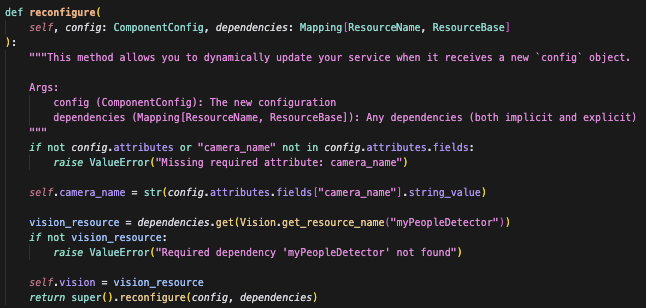 def reconfigure(
    self, config: ComponentConfig, dependencies: Mapping[ResourceName, ResourceBase]
):
    """This method allows you to dynamically update your service when it receives a new `config` object.

    Args:
        config (ComponentConfig): The new configuration
        dependencies (Mapping[ResourceName, ResourceBase]): Any dependencies (both implicit and explicit)
    """
    if not config.attributes or "camera_name" not in config.attributes.fields:
        raise ValueError("Missing required attribute: camera_name")

    self.camera_name = str(config.attributes.fields["camera_name"].string_value)

    vision_resource = dependencies.get(Vision.get_resource_name("myPeopleDetector"))
    if not vision_resource:
        raise ValueError("Required dependency 'myPeopleDetector' not found")

    self.vision = vision_resource
    return super().reconfigure(config, dependencies)